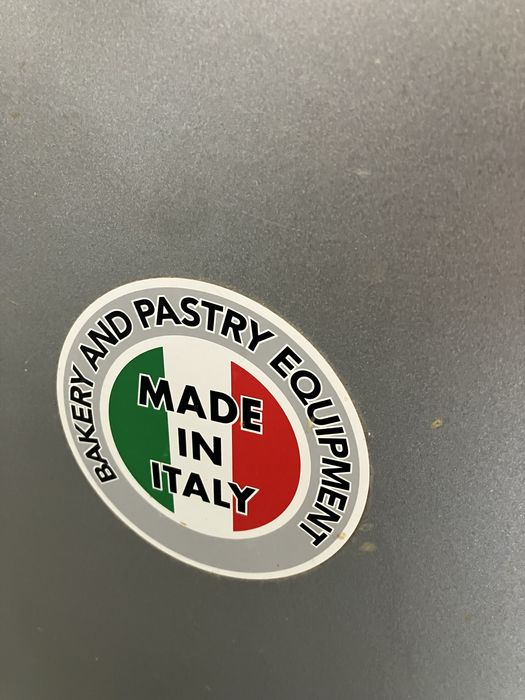 BAKERY AND PASTRY EQUIPMENT
MADE
IN
ITALY